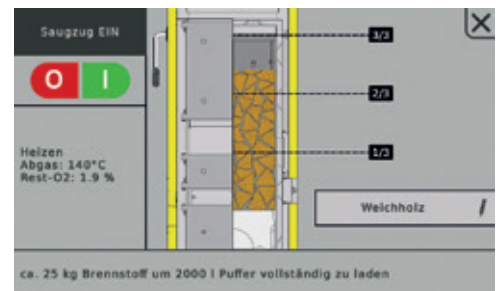 Saugzug EIN
O I
Heizen
Abgas: 140°C
Rest-O2: 1.9 %
3/3
2/3
1/3
Weichholz
ca. 25 kg Brennstoff um 2000 l Puffer vollständig zu laden